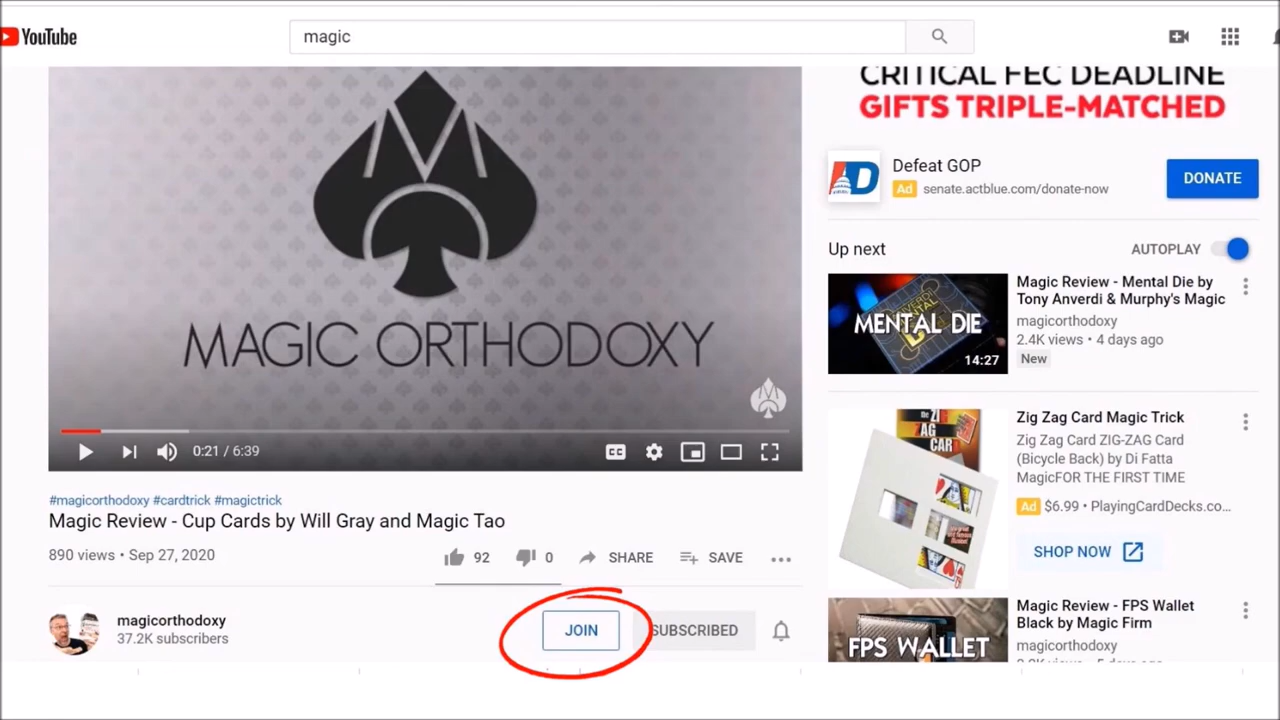 YouTube
magic
MAGIC ORTHODOXY
0:21 / 6:39
CC
#magicorthodoxy #cardtrick #magictrick
Magic Review - Cup Cards by Will Gray and Magic Tao
890 views • Sep 27, 2020
92
0
SHARE
SAVE
magicorthodoxy
37.2K subscribers
JOIN
SUBSCRIBED
CRITICAL FEC DEADLINE
GIFTS TRIPLE-MATCHED
Defeat GOP
Ad senate.actblue.com/donate-now
DONATE
Up next
AUTOPLAY
MENTAL DIE
14:27
Magic Review - Mental Die by
Tony Anverdi & Murphy's Magic
magicorthodoxy
2.4K views • 4 days ago
New
ZIG
ZAG
CARD
Zig Zag Card Magic Trick
Zig Zag Card ZIG-ZAG Card
(Bicycle Back) by Di Fatta
MagicFOR THE FIRST TIME
Ad $6.99 • PlayingCardDecks.co...
SHOP NOW
FPS WALLET
Magic Review - FPS Wallet
Black by Magic Firm
magicorthodoxy